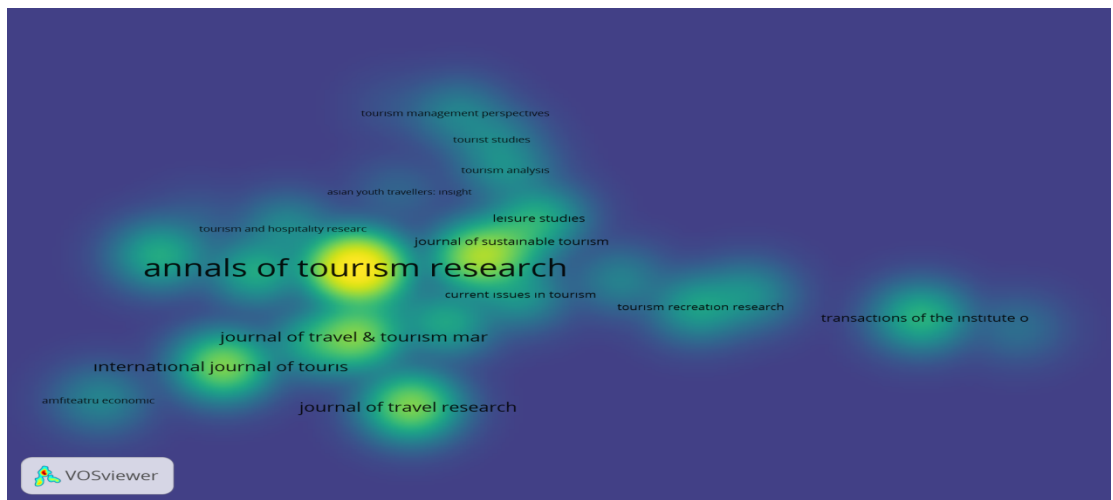 tourism management perspectives
tourist studies
tourism analysis
asian youth travellers: insight
leisure studies
tourism and hospitality researc
journal of sustainable tourism
annals of tourism research
current issues in tourism
tourism recreation research
transactions of the institute o
journal of travel & tourism mar
international journal of touris
amfiteatru economic
journal of travel research
VOSviewer